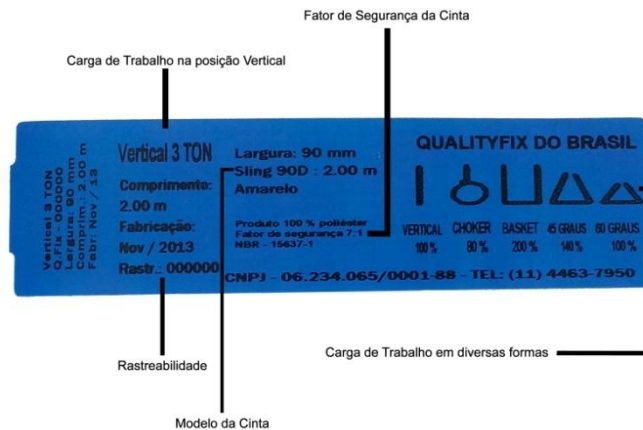 Fator de Segurança da Cinta
Carga de Trabalho na posição Vertical
Vertical 3 TON
Q.Fix - 000000
Largura: 90 mm
Comprim.: 2.00 m
Fabr: Nov / 13
Vertical 3 TON
Comprimento:
2.00 m
Fabricação:
Nov / 2013
Rastr.: 000000
Largura: 90 mm
Sling 90D : 2.00 m
Amarelo
Produto 100 % poliéster
Fator de segurança 7:1
NBR - 15637-1
QUALITYFIX DO BRASIL
VERTICAL CHOKER BASKET 45 GRAUS 60 GRAUS
100 % 80 % 200 % 140 % 100 %
CNPJ - 06.234.065/0001-88 - TEL: (11) 4463-7950
Rastreabilidade
Carga de Trabalho em diversas formas
Modelo da Cinta